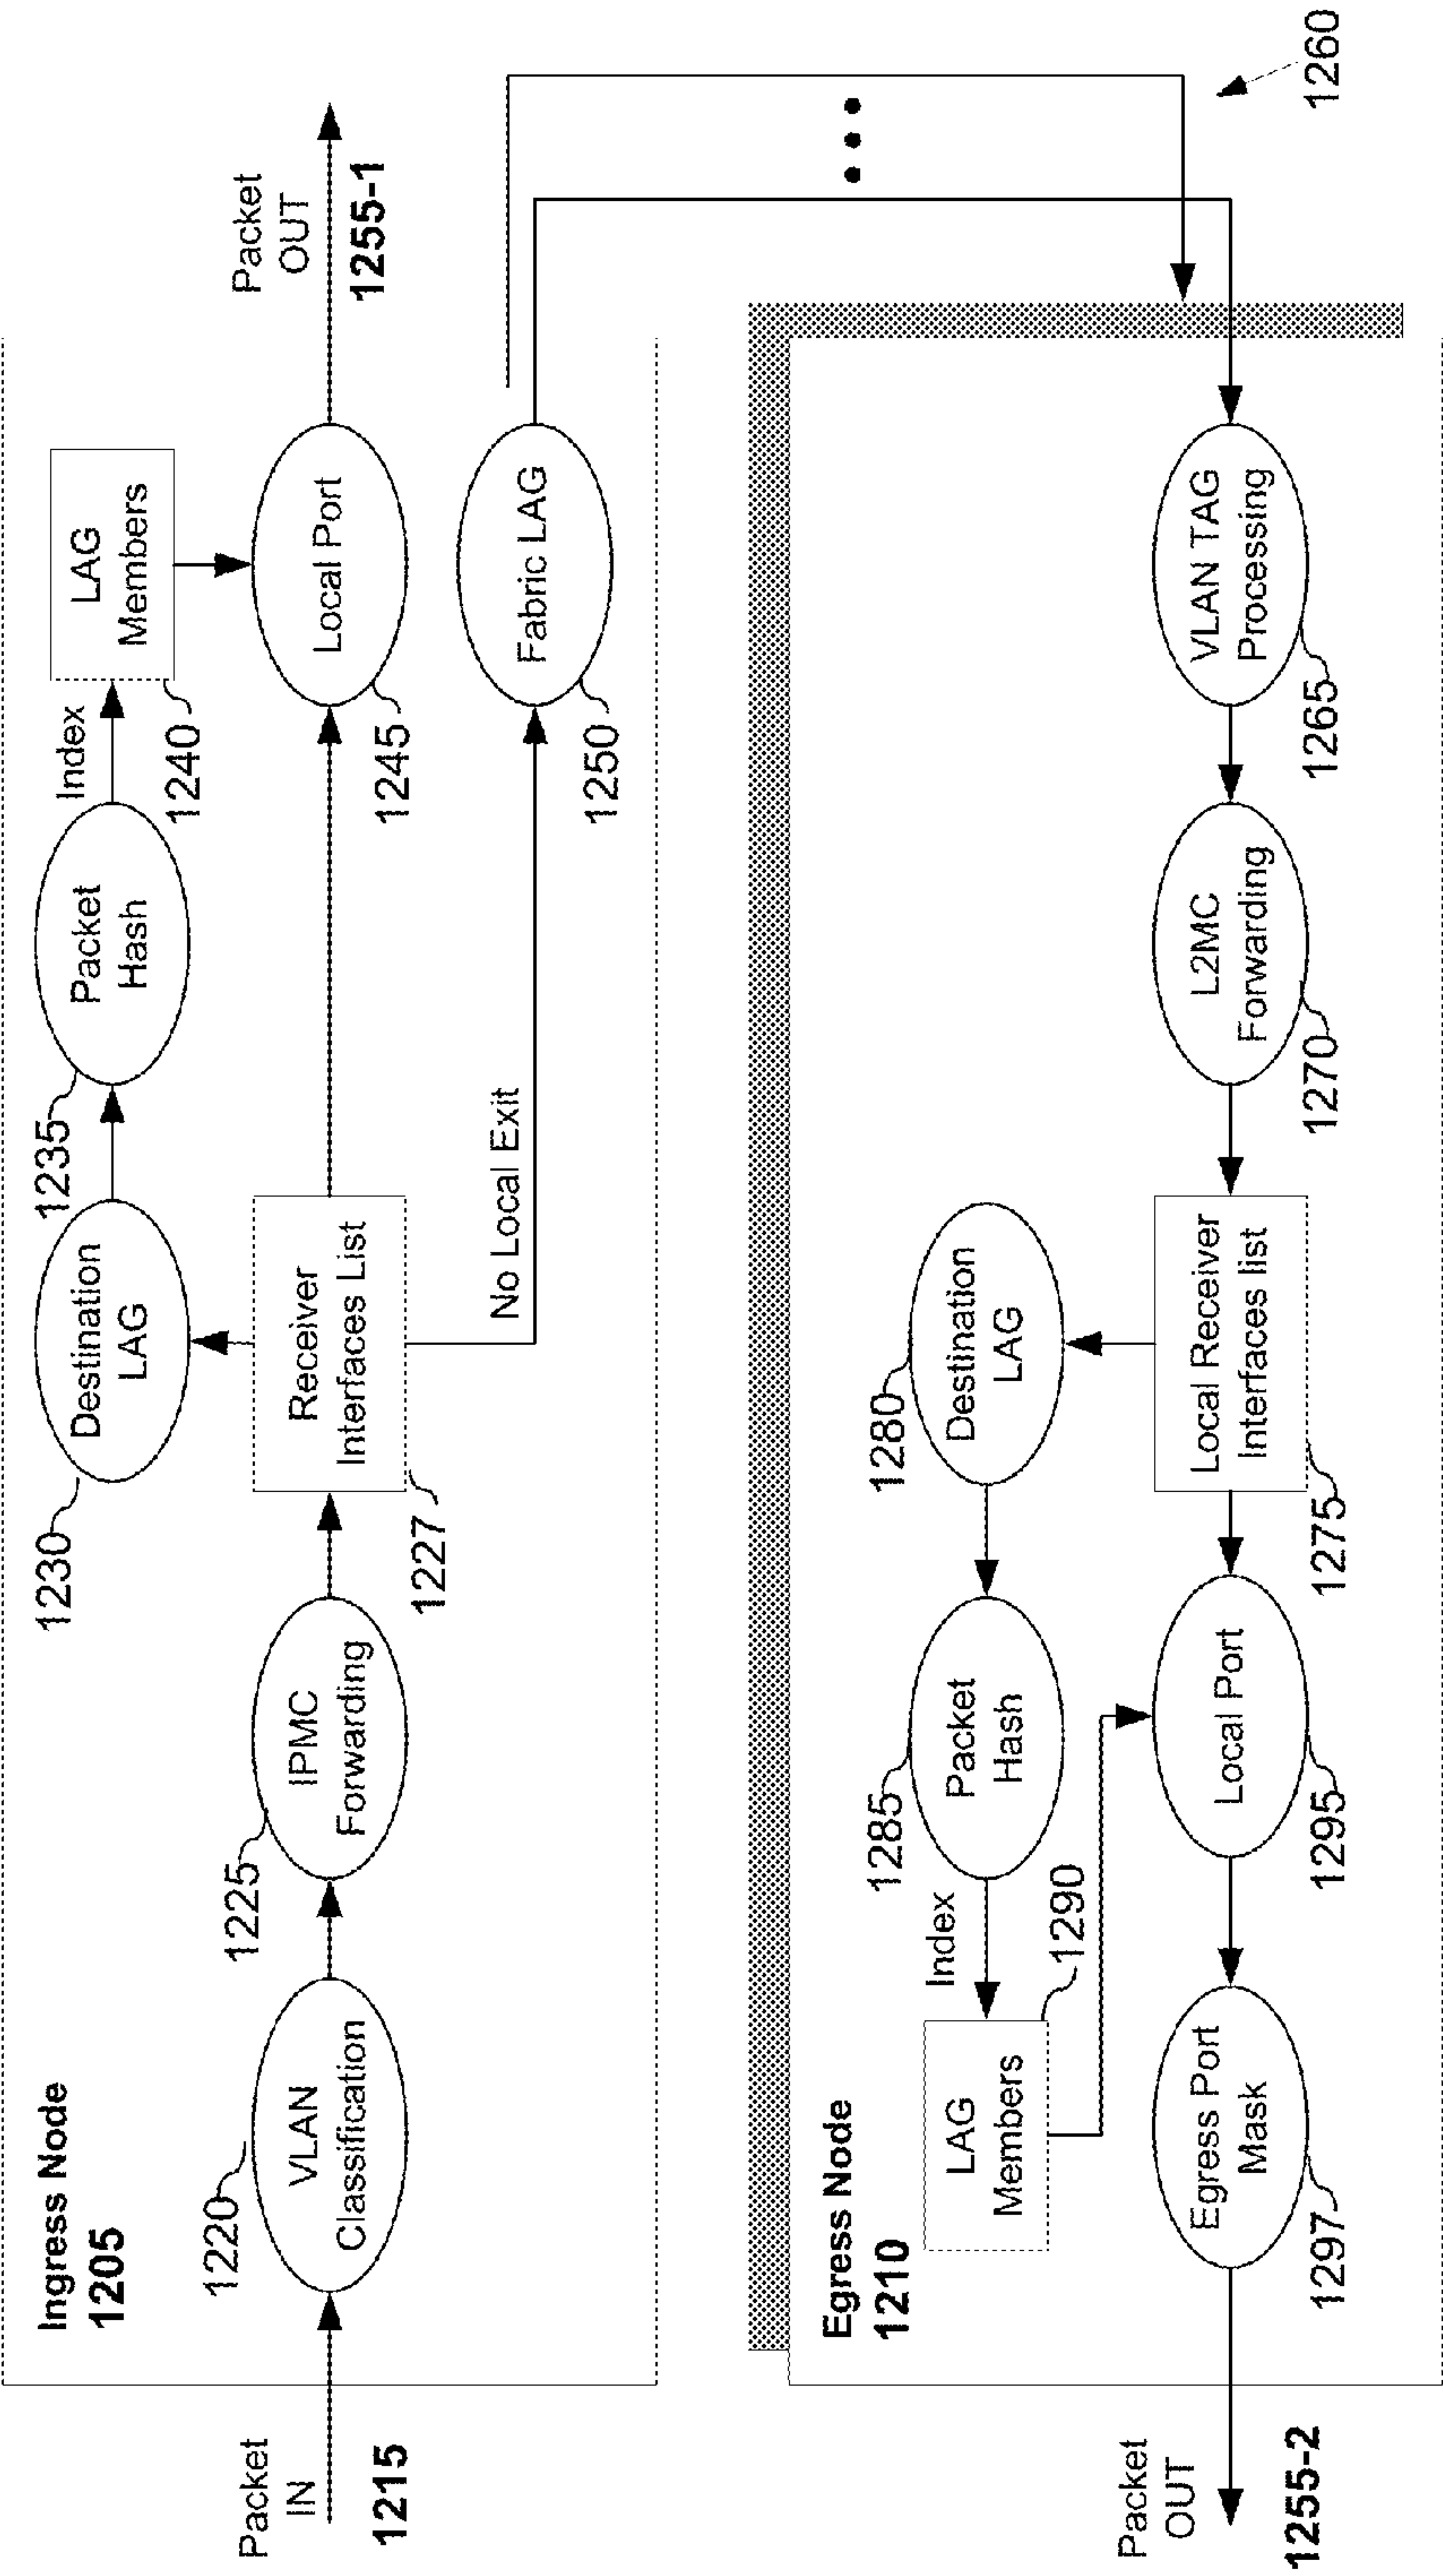 Ingress Node
1205
Packet
IN
1215
1220
VLAN
Classification
1225
IPMC
Forwarding
1227
Receiver
Interfaces List
1230
Destination
LAG
1235
Packet
Hash
Index
1240
LAG
Members
1245
Local Port
Packet
OUT
1255-1
No Local Exit
1250
Fabric LAG
1260
Egress Node
1210
VLAN TAG
Processing
1265
L2MC
Forwarding
1270
Local Receiver
Interfaces list
1275
1280
Destination
LAG
1285
Packet
Hash
Index
1290
LAG
Members
Local Port
1295
Egress Port
Mask
1297
Packet
OUT
1255-2